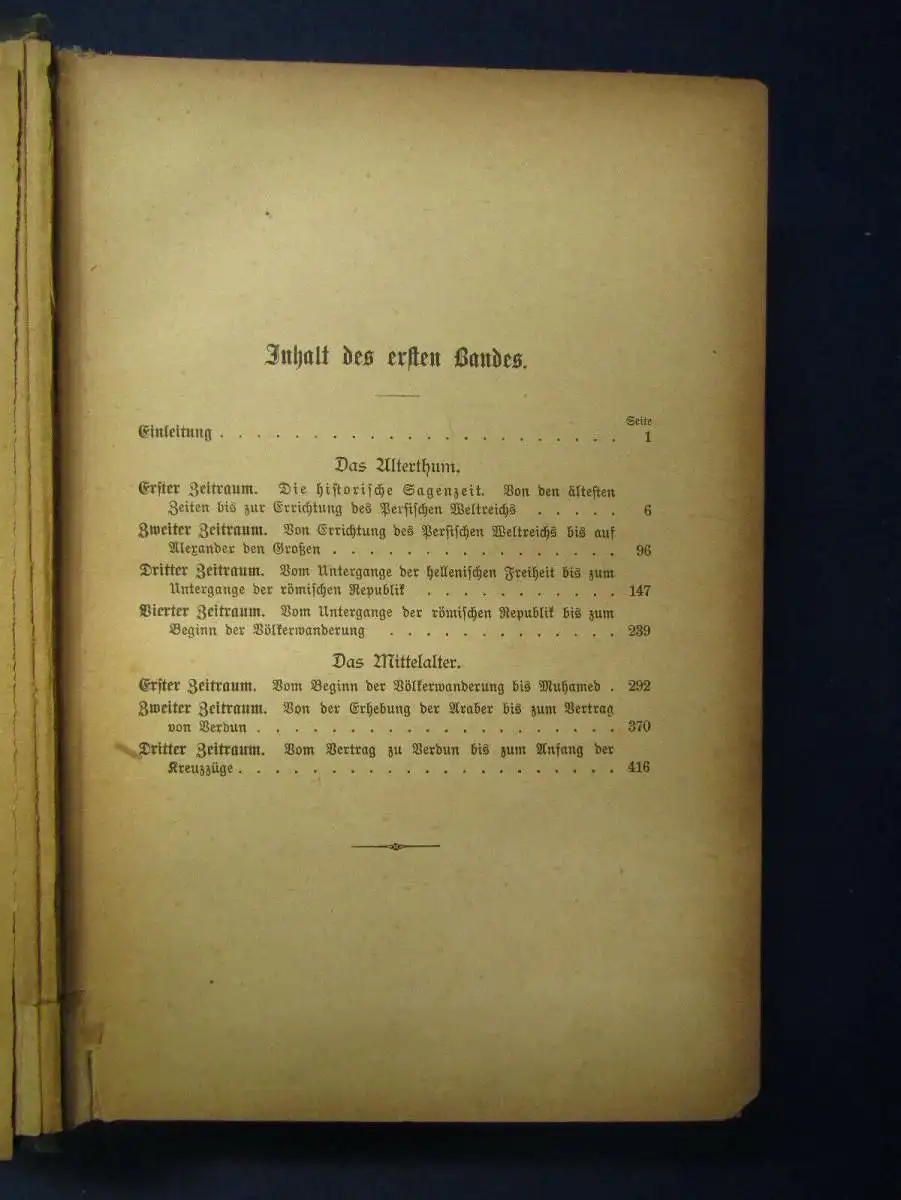 Inhalt des ersten Bandes.
Seite
Einleitung . . . . . . . . . . . . . . . . . . . . . . 1
Das Alterthum.
Erster Zeitraum. Die historische Sagenzeit. Von den ältesten
Zeiten bis zur Errichtung des Persischen Weltreichs . . . . . 6
Zweiter Zeitraum. Von Errichtung des Persischen Weltreichs bis auf
Alexander den Großen . . . . . . . . . . . . . . . . 96
Dritter Zeitraum. Vom Untergange der hellenischen Freiheit bis zum
Untergange der römischen Republik . . . . . . . . . . . 147
Vierter Zeitraum. Vom Untergange der römischen Republik bis zum
Beginn der Völkerwanderung . . . . . . . . . . . . . 239
Das Mittelalter.
Erster Zeitraum. Vom Beginn der Völkerwanderung bis Muhamed . 292
Zweiter Zeitraum. Von der Erhebung der Araber bis zum Vertrag
von Verdun . . . . . . . . . . . . . . . . . . . . 370
Dritter Zeitraum. Vom Vertrag zu Verdun bis zum Anfang der
Kreuzzüge . . . . . . . . . . . . . . . . . . . . . 416